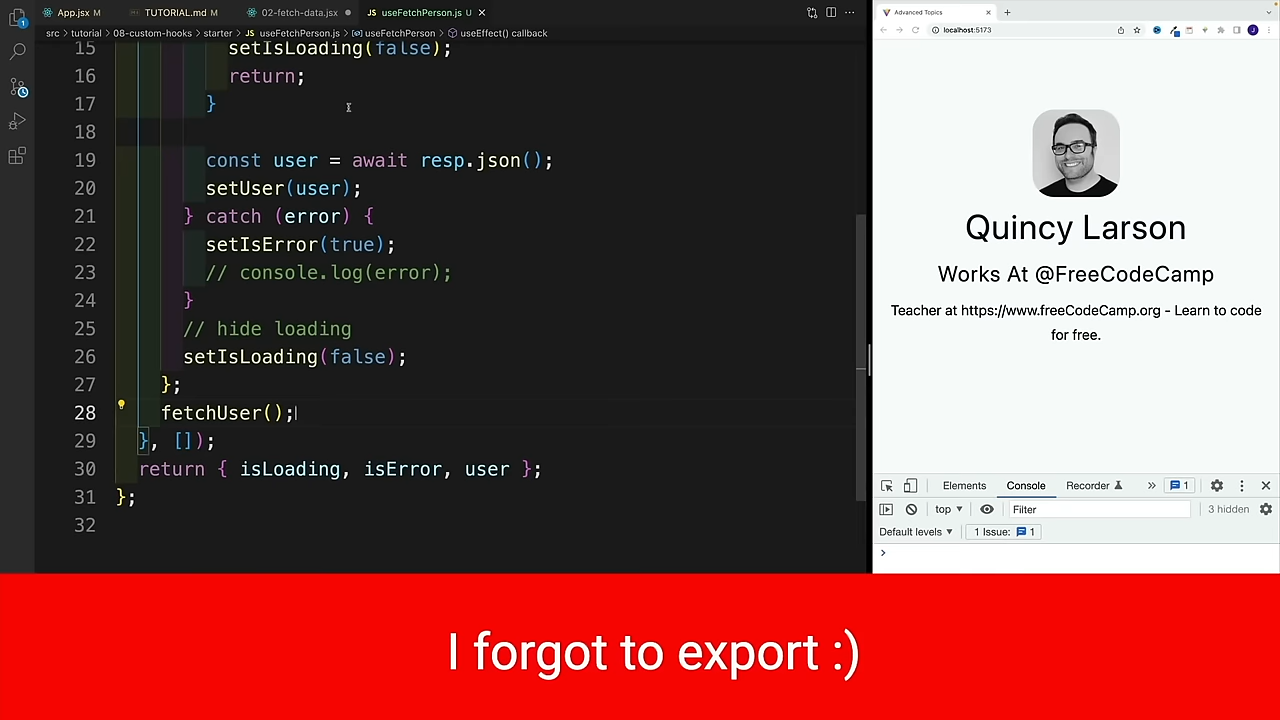 App.jsx M
TUTORIAL.md M
02-fetch-data.jsx
JS useFetchPerson.js U
Advanced Topics
src > tutorial > 08-custom-hooks > starter > JS useFetchPerson.js > useFetchPerson > useEffect() callback
localhost:5173
15 setIsLoading(false);
16 return;
17 }
18
19 const user = await resp.json();
20 setUser(user);
21 } catch (error) {
22 setIsError(true);
23 // console.log(error);
24 }
25 // hide loading
26 setIsLoading(false);
27 };
28 fetchUser();
29 }, []);
30 return { isLoading, isError, user };
31 };
32
Quincy Larson
Works At @FreeCodeCamp
Teacher at https://www.freeCodeCamp.org - Learn to code
for free.
Elements Console Recorder 1
top Filter 3 hidden
Default levels 1 Issue: 1
I forgot to export :)